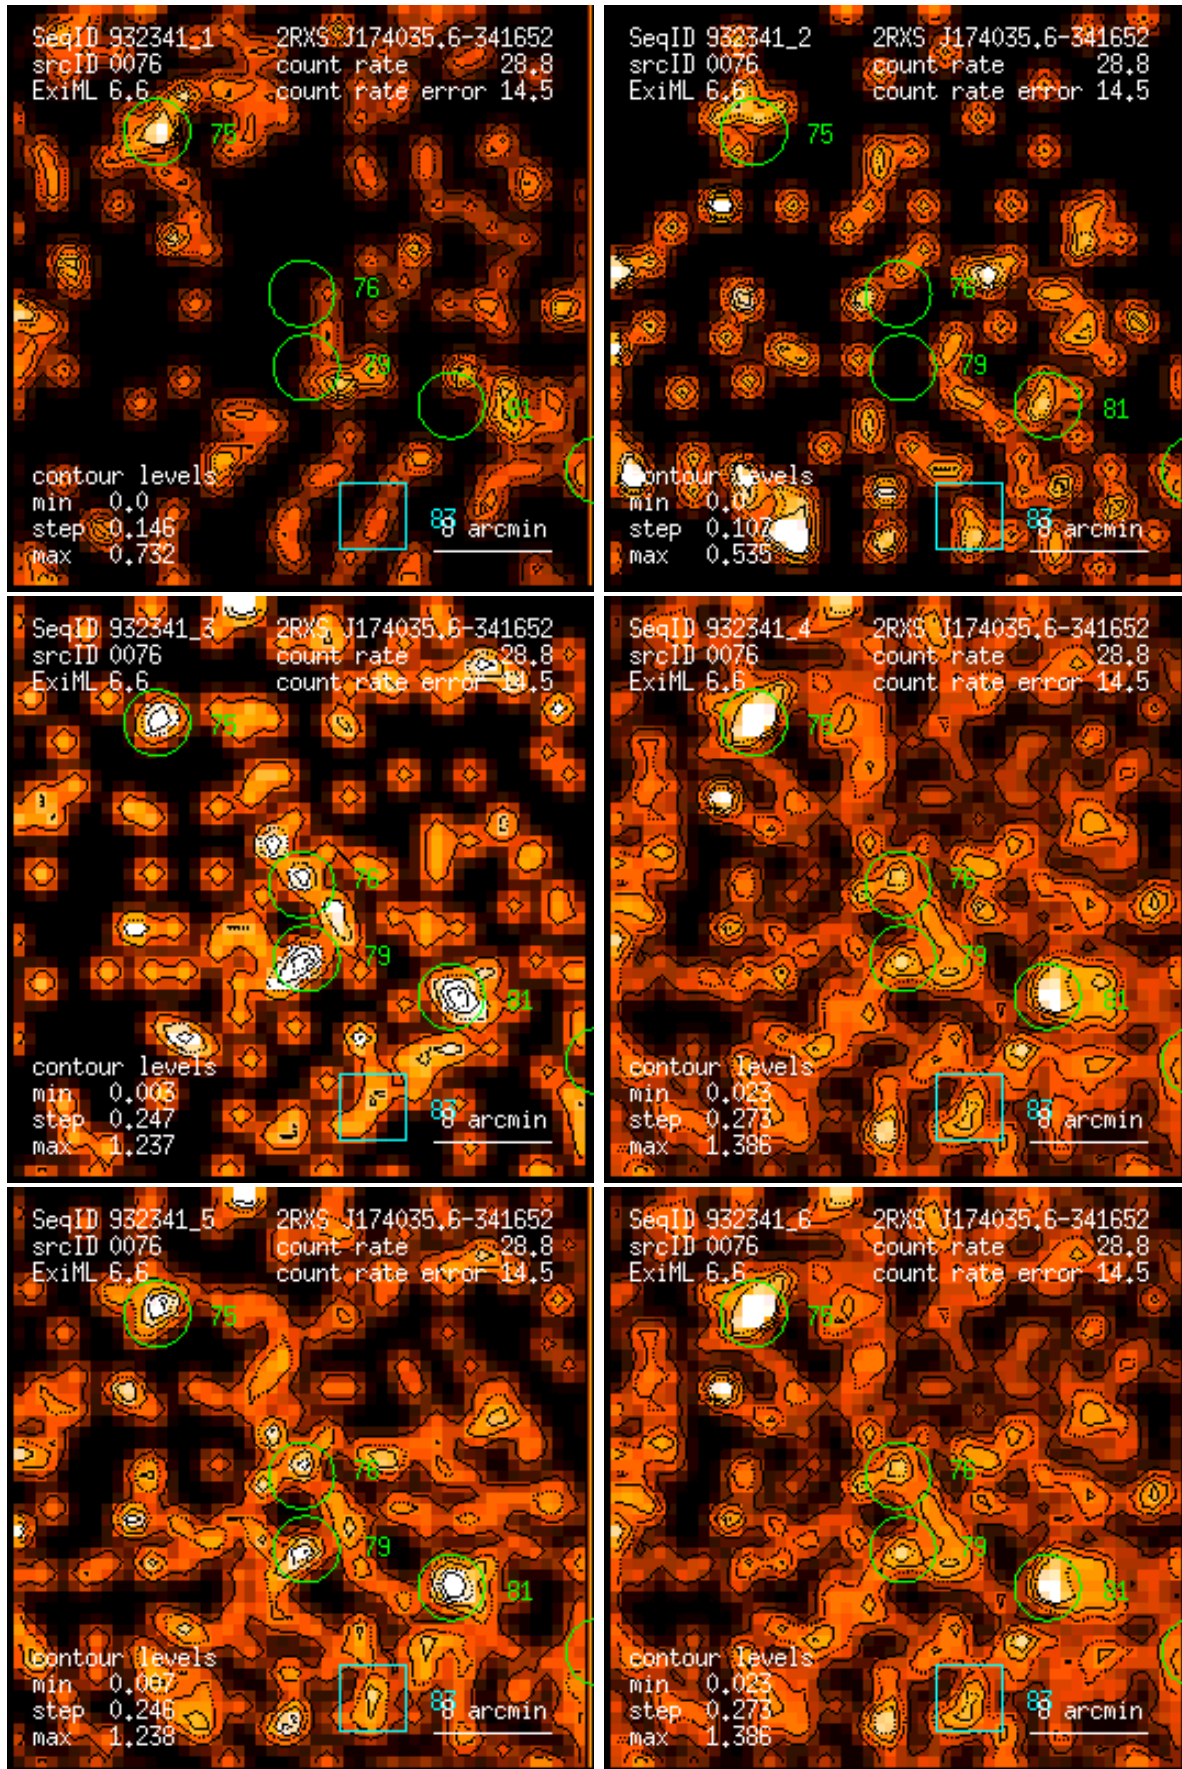 SeqID 932341_1 2RXS J174035.6-341652
srcID 0076 count rate 28.8
ExiML 6.6 count rate error 14.5
75
76
79
81
contour levels
min 0.0
step 0.146
max 0.732
83
8 arcmin
SeqID 932341_2 2RXS J174035.6-341652
srcID 0076 count rate 28.8
ExiML 6.6 count rate error 14.5
75
76
79
81
contour levels
min 0.0
step 0.107
max 0.535
83
8 arcmin
SeqID 932341_3 2RXS J174035.6-341652
srcID 0076 count rate 28.8
ExiML 6.6 count rate error 14.5
75
76
79
81
contour levels
min 0.003
step 0.247
max 1.237
83
8 arcmin
SeqID 932341_4 2RXS J174035.6-341652
srcID 0076 count rate 28.8
ExiML 6.6 count rate error 14.5
75
76
79
81
contour levels
min 0.023
step 0.273
max 1.386
83
8 arcmin
SeqID 932341_5 2RXS J174035.6-341652
srcID 0076 count rate 28.8
ExiML 6.6 count rate error 14.5
75
76
79
81
contour levels
min 0.007
step 0.246
max 1.238
83
8 arcmin
SeqID 932341_6 2RXS J174035.6-341652
srcID 0076 count rate 28.8
ExiML 6.6 count rate error 14.5
75
76
79
81
contour levels
min 0.023
step 0.273
max 1.386
83
8 arcmin